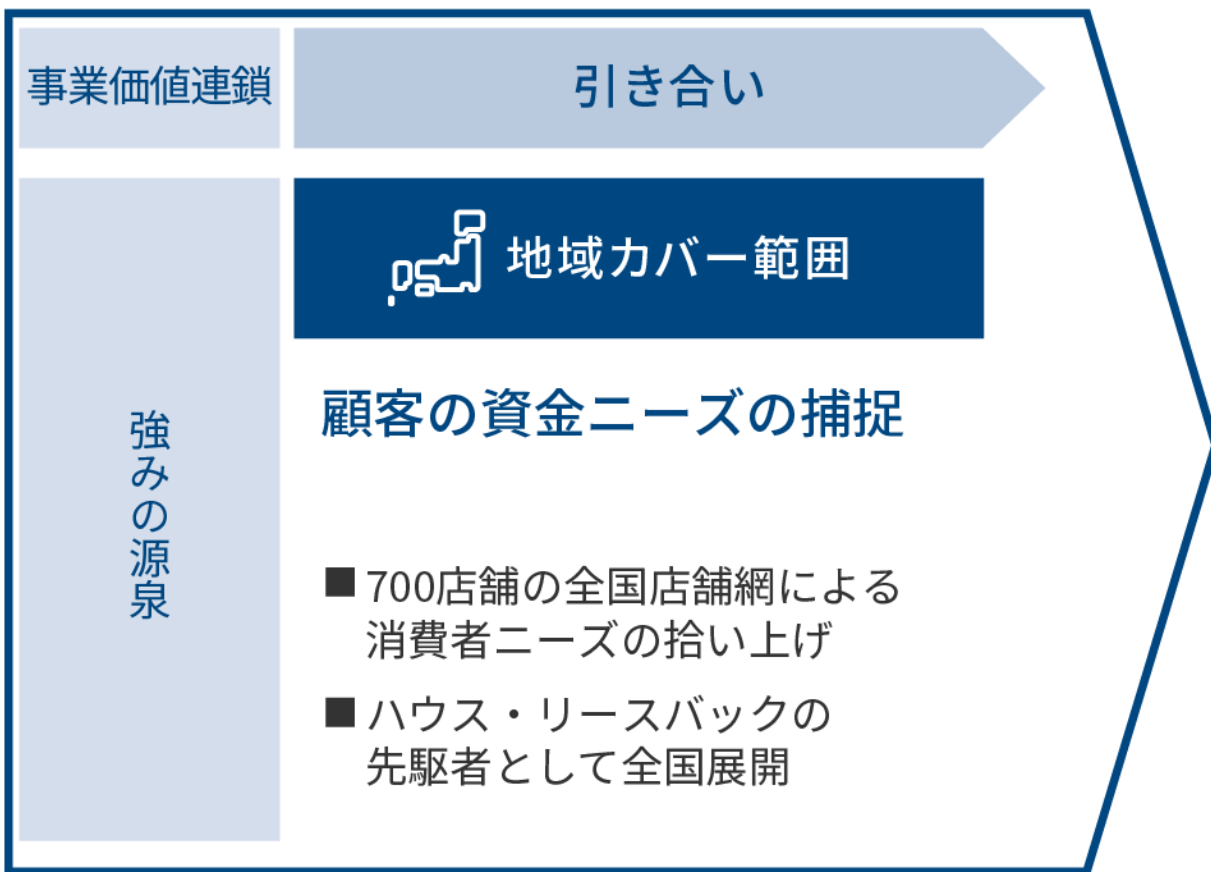 事業価値連鎖
引き合い
地域カバー範囲
強みの源泉
顧客の資金ニーズの捕捉
■ 700店舗の全国店舗網による
消費者ニーズの拾い上げ
■ ハウス・リースバックの
先駆者として全国展開